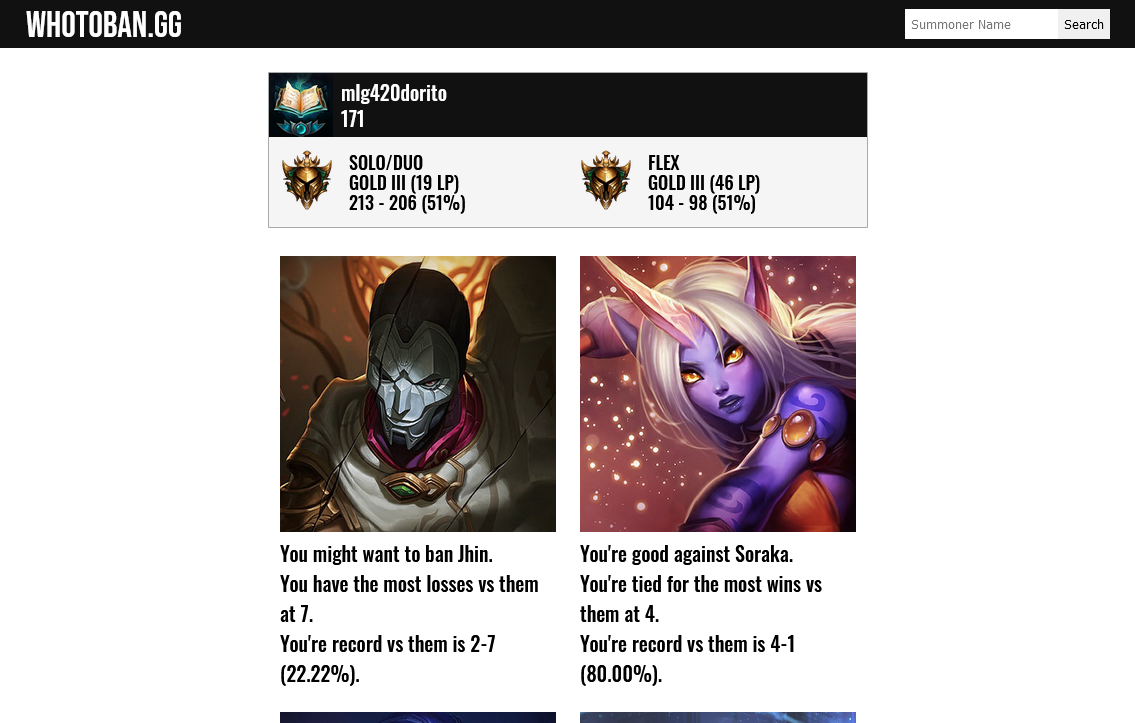 WHOTOBAN.GG
Summoner Name
Search
mlg420dorito
171
SOLO/DUO
GOLD III (19 LP)
213 - 206 (51%)
FLEX
GOLD III (46 LP)
104 - 98 (51%)
You might want to ban Jhin.
You have the most losses vs them
at 7.
You're record vs them is 2-7
(22.22%).
You're good against Soraka.
You're tied for the most wins vs
them at 4.
You're record vs them is 4-1
(80.00%).